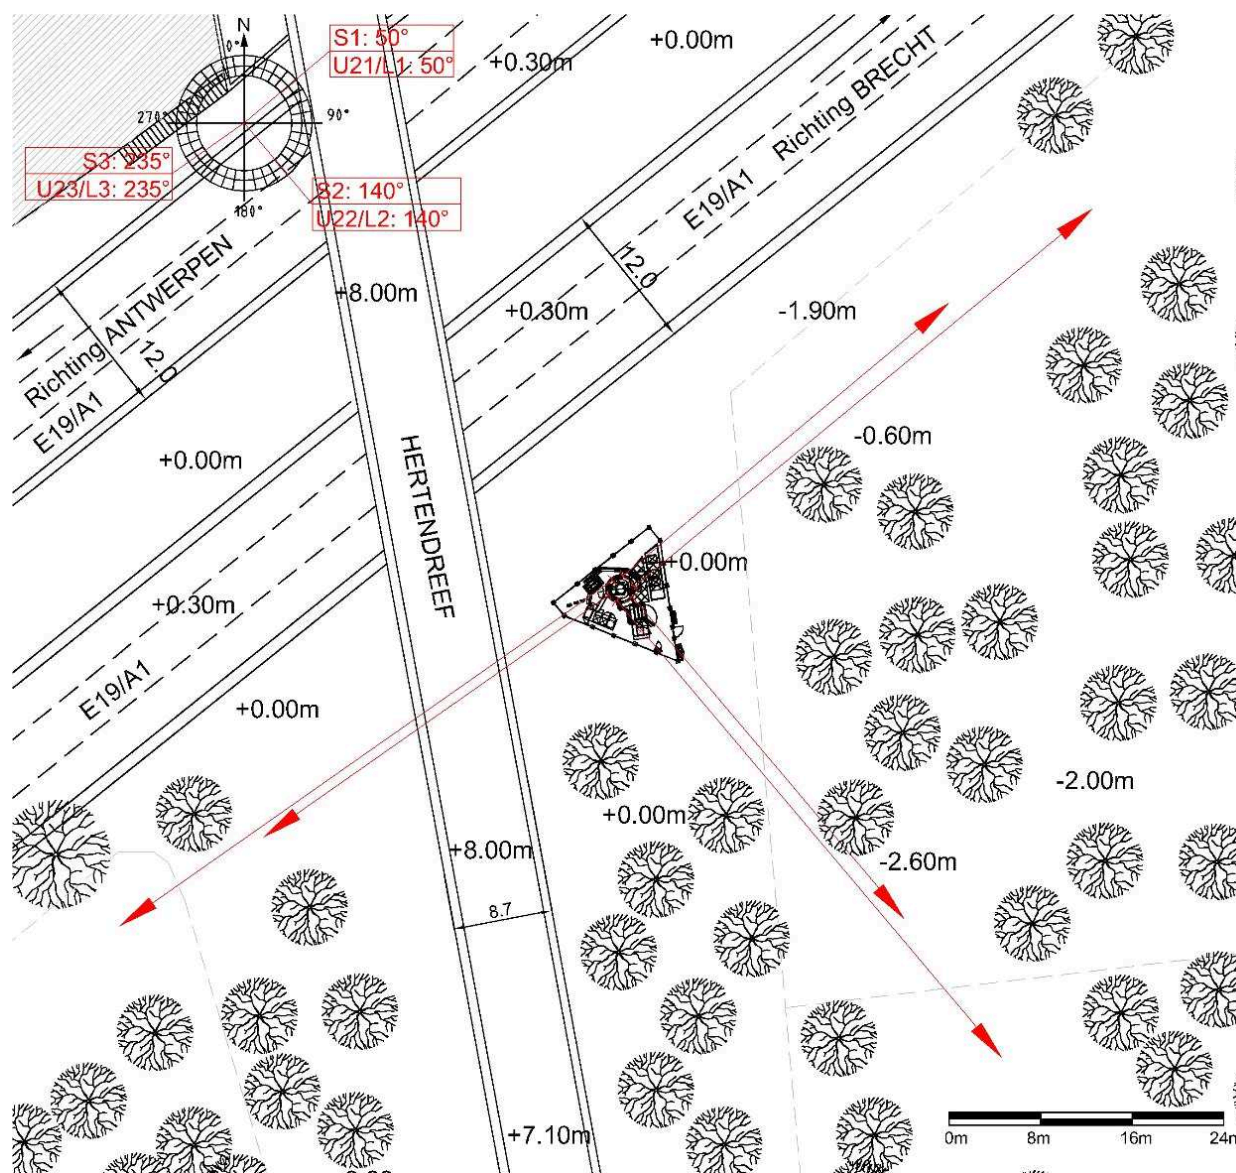 N
0°
S1: 50°
U21/L1: 50°
+0.00m
+0.30m
Richting BRECHT
E19/A1
270°
90°
S3: 235°
U23/L3: 235°
S2: 140°
U22/L2: 140°
180°
Richting ANTWERPEN
E19/A1
12.0
+8.00m
12.0
+0.30m
-1.90m
+0.00m
HERTENDREEF
-0.60m
+0.00m
+0.30m
E19/A1
+0.00m
+0.00m
-2.00m
+8.00m
-2.60m
8.7
+7.10m
0m 8m 16m 24m